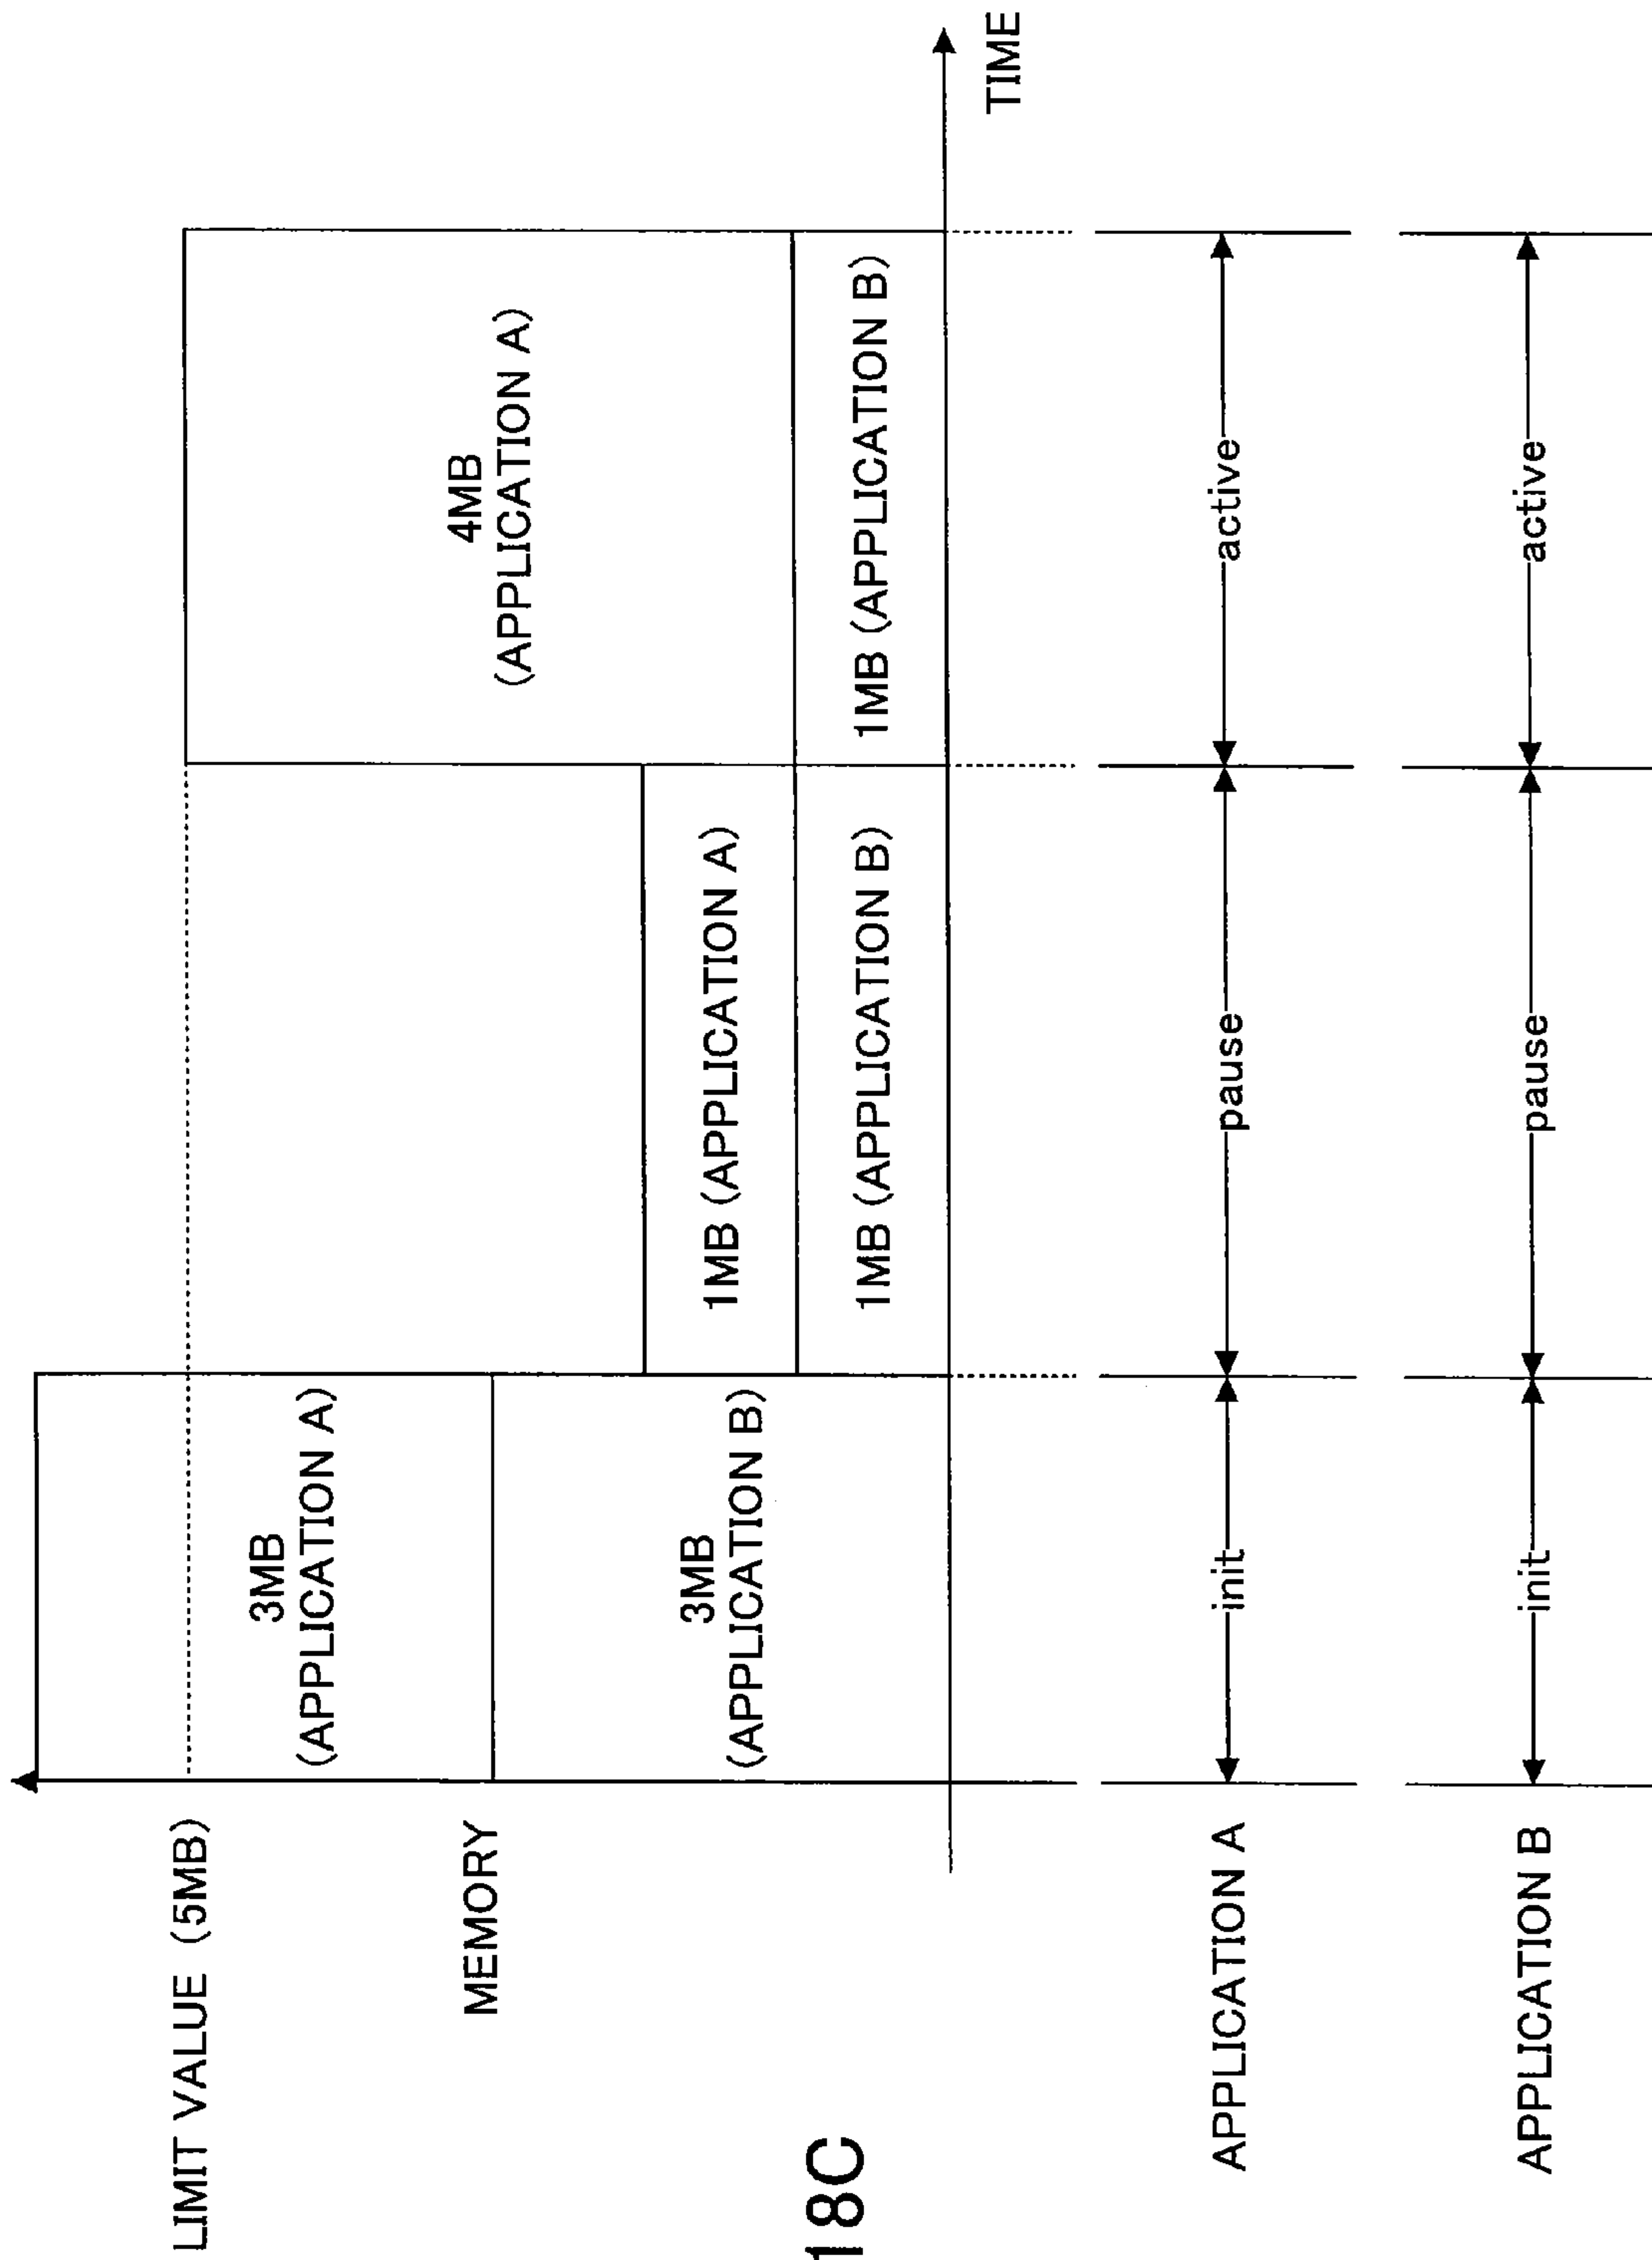 LIMIT VALUE (5MB)
MEMORY
3MB
(APPLICATION A)
3MB
(APPLICATION B)
1MB (APPLICATION A)
1MB (APPLICATION B)
4MB
(APPLICATION A)
1MB (APPLICATION B)
TIME
18C
APPLICATION A
init
pause
active
APPLICATION B
init
pause
active